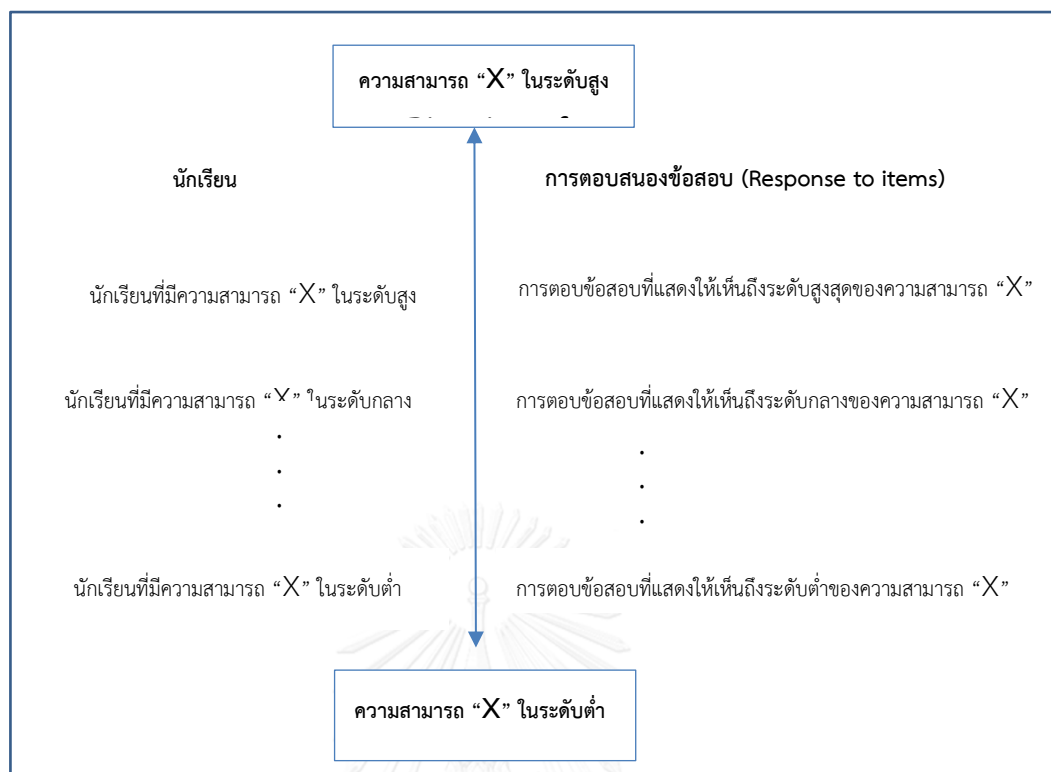 ความสามารถ “X” ในระดับสูง
นักเรียน
การตอบสนองข้อสอบ (Response to items)
นักเรียนที่มีความสามารถ “X” ในระดับสูง
การตอบข้อสอบที่แสดงให้เห็นถึงระดับสูงสุดของความสามารถ “X”
นักเรียนที่มีความสามารถ “X” ในระดับกลาง
การตอบข้อสอบที่แสดงให้เห็นถึงระดับกลางของความสามารถ “X”
นักเรียนที่มีความสามารถ “X” ในระดับต่ำ
การตอบข้อสอบที่แสดงให้เห็นถึงระดับต่ำของความสามารถ “X”
ความสามารถ “X” ในระดับต่ำ